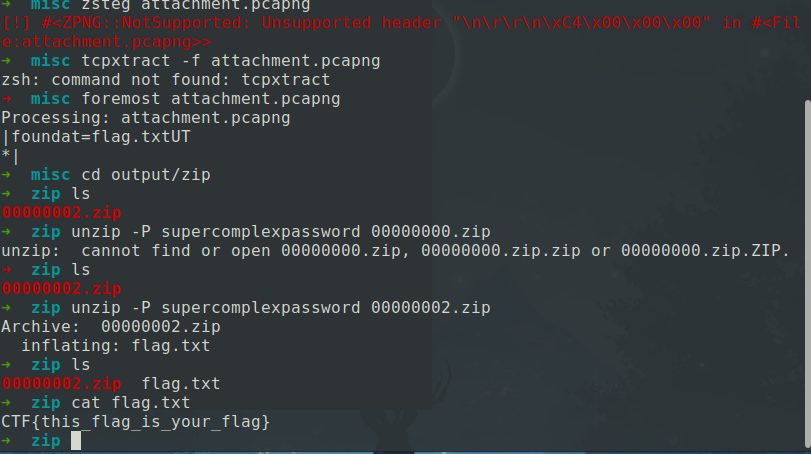 ➜  misc zsteg attachment.pcapng
[!] #<ZPNG::NotSupported: Unsupported header "\n\r\r\n\xC4\x00\x00\x00" in #<Fil
e:attachment.pcapng>>
➜  misc tcpxtract -f attachment.pcapng
zsh: command not found: tcpxtract
➜  misc foremost attachment.pcapng
Processing: attachment.pcapng
|foundat=flag.txtUT
*|
➜  misc cd output/zip
➜  zip ls
00000002.zip
➜  zip unzip -P supercomplexpassword 00000000.zip
unzip:  cannot find or open 00000000.zip, 00000000.zip.zip or 00000000.zip.ZIP.
➜  zip ls
00000002.zip
➜  zip unzip -P supercomplexpassword 00000002.zip
Archive:  00000002.zip
  inflating: flag.txt
➜  zip ls
00000002.zip  flag.txt
➜  zip cat flag.txt
CTF{this_flag_is_your_flag}
➜  zip